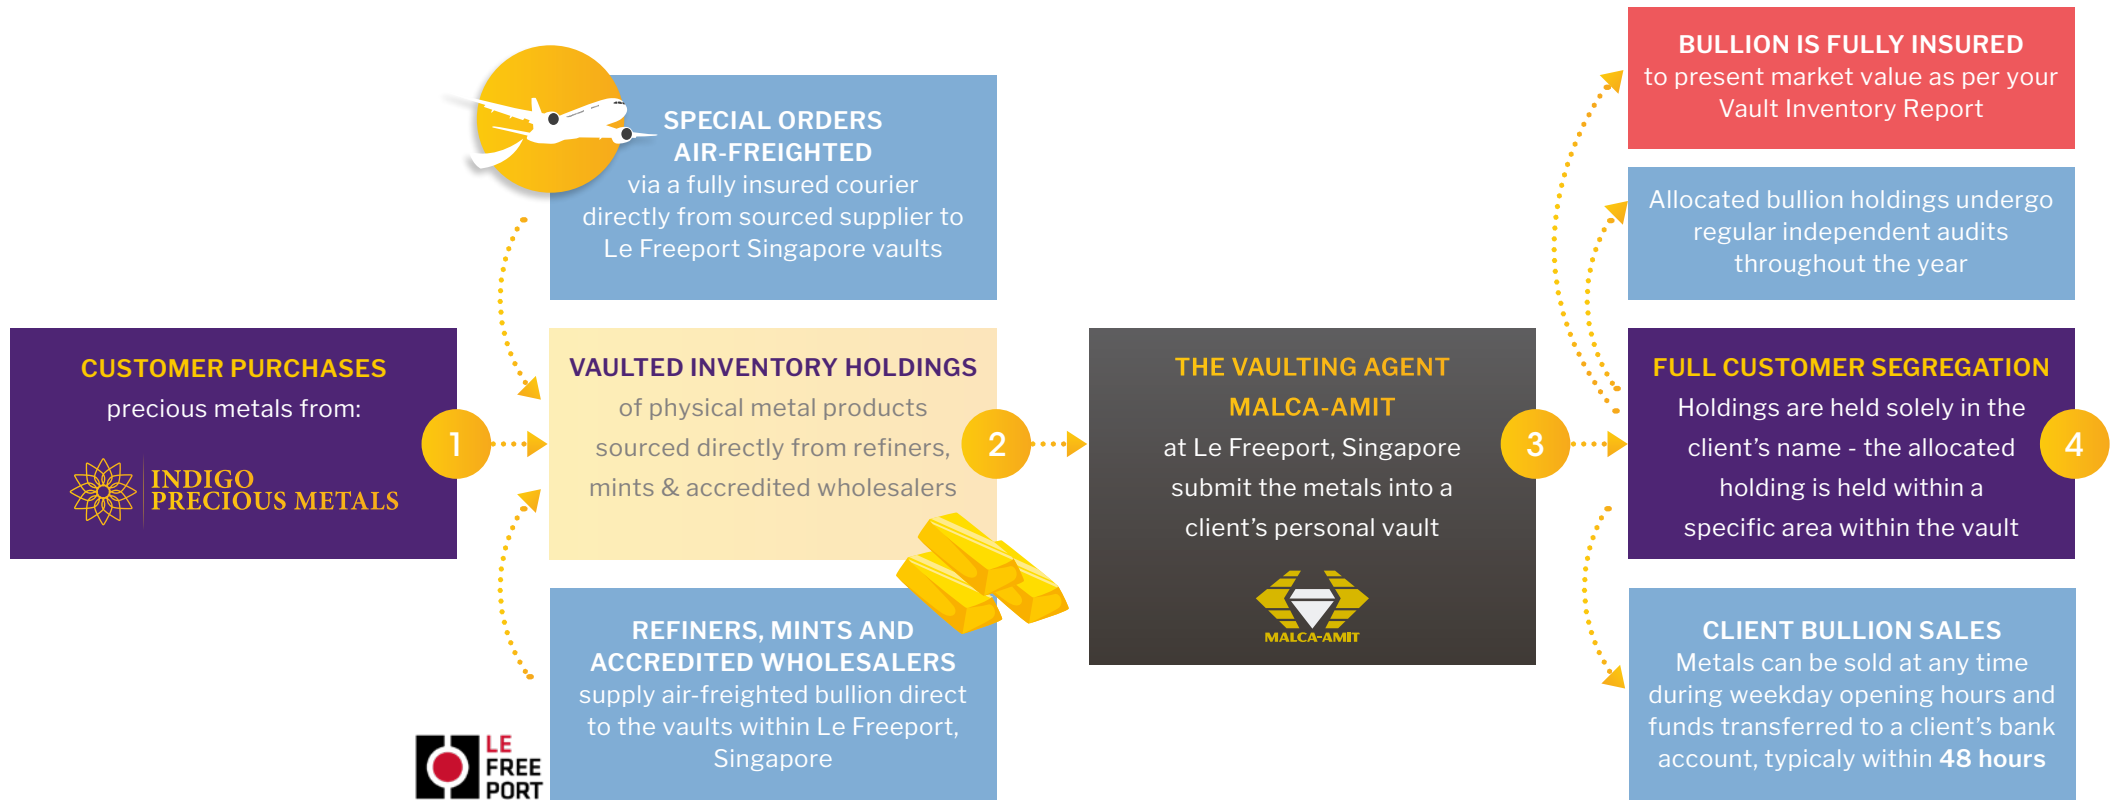 CUSTOMER PURCHASES
precious metals from:
INDIGO
PRECIOUS METALS
1
SPECIAL ORDERS
AIR-FREIGHTED
via a fully insured courier
directly from sourced supplier to
Le Freeport Singapore vaults
VAULTED INVENTORY HOLDINGS
of physical metal products
sourced directly from refiners,
mints & accredited wholesalers
2
REFINERS, MINTS AND
ACCREDITED WHOLESALERS
supply air-freighted bullion direct
to the vaults within Le Freeport,
Singapore
LE
FREE
PORT
THE VAULTING AGENT
MALCA-AMIT
at Le Freeport, Singapore
submit the metals into a
client's personal vault
MALCA-AMIT
3
BULLION IS FULLY INSURED
to present market value as per your
Vault Inventory Report
Allocated bullion holdings undergo
regular independent audits
throughout the year
FULL CUSTOMER SEGREGATION
Holdings are held solely in the
client's name - the allocated
holding is held within a
specific area within the vault
4
CLIENT BULLION SALES
Metals can be sold at any time
during weekday opening hours and
funds transferred to a client's bank
account, typicaly within 48 hours